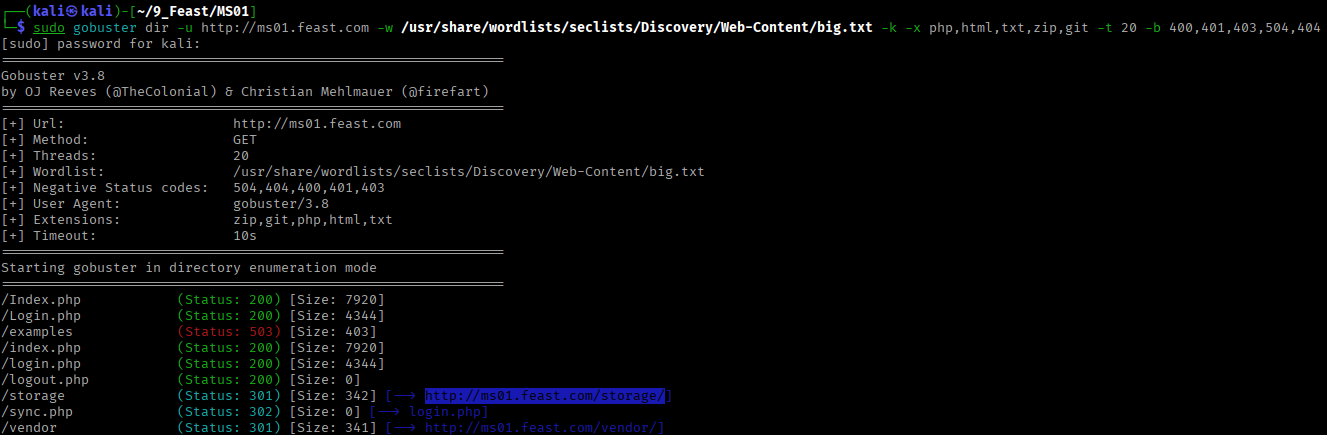 ┌──(kali㉿kali)-[~/9_Feast/MS01]
└─$ sudo gobuster dir -u http://ms01.feast.com -w /usr/share/wordlists/seclists/Discovery/Web-Content/big.txt -k -x php,html,txt,zip,git -t 20 -b 400,401,403,504,404
[sudo] password for kali:
===============================================================
Gobuster v3.8
by OJ Reeves (@TheColonial) & Christian Mehlmauer (@firefart)
===============================================================
[+] Url:                     http://ms01.feast.com
[+] Method:                  GET
[+] Threads:                 20
[+] Wordlist:                /usr/share/wordlists/seclists/Discovery/Web-Content/big.txt
[+] Negative Status codes:   504,404,400,401,403
[+] User Agent:              gobuster/3.8
[+] Extensions:              zip,git,php,html,txt
[+] Timeout:                 10s
===============================================================
Starting gobuster in directory enumeration mode
===============================================================
/Index.php            (Status: 200) [Size: 7920]
/Login.php            (Status: 200) [Size: 4344]
/examples             (Status: 503) [Size: 403]
/index.php            (Status: 200) [Size: 7920]
/login.php            (Status: 200) [Size: 4344]
/logout.php           (Status: 200) [Size: 0]
/storage              (Status: 301) [Size: 342] [--> http://ms01.feast.com/storage/]
/sync.php             (Status: 302) [Size: 0] [--> login.php]
/vendor               (Status: 301) [Size: 341] [--> http://ms01.feast.com/vendor/]